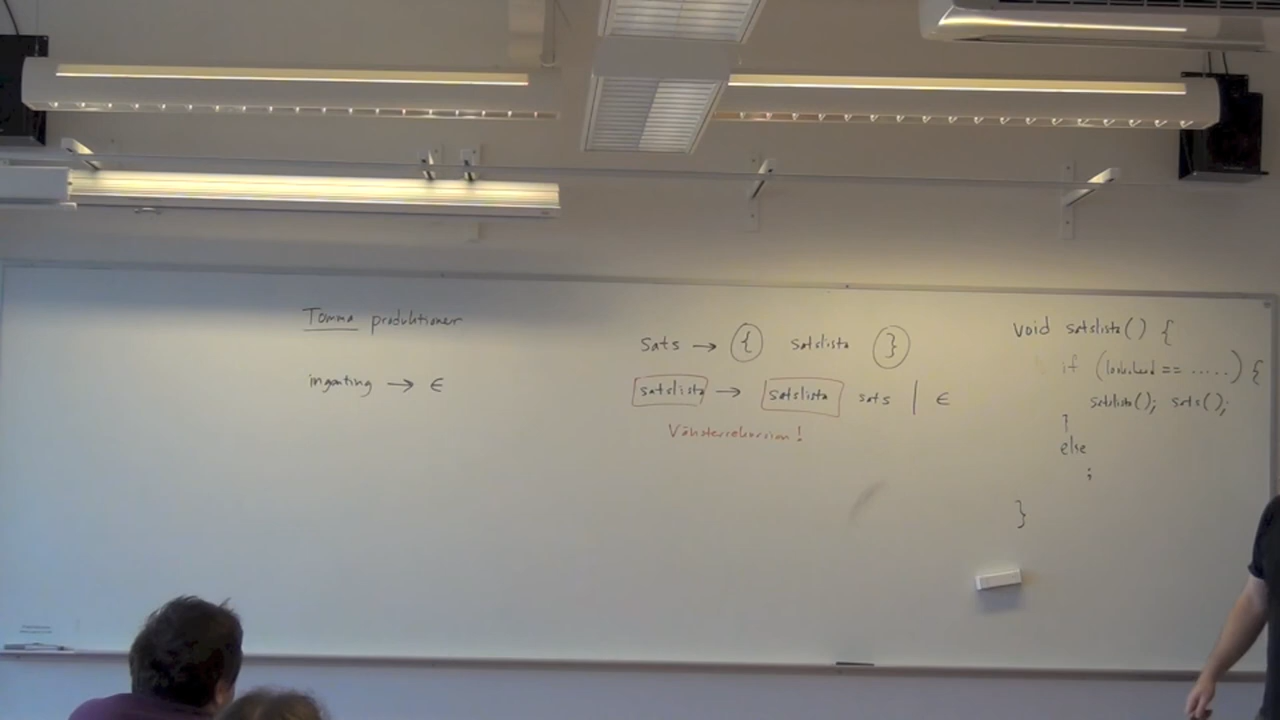 Tomma produktioner
ingenting → ∈
Sats → { satslista }
satslista → satslista sats | ∈
Vänsterrekursion!
void satslista() {
if (lookahead == .....) {
satslista(); sats();
}
else
;
}